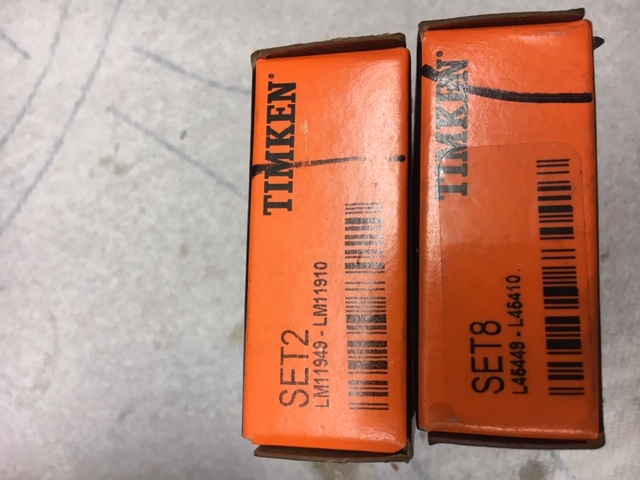 TIMKEN®
SET2
LM11949 - LM11910
TIMKEN®
SET8
L45449 - L45410